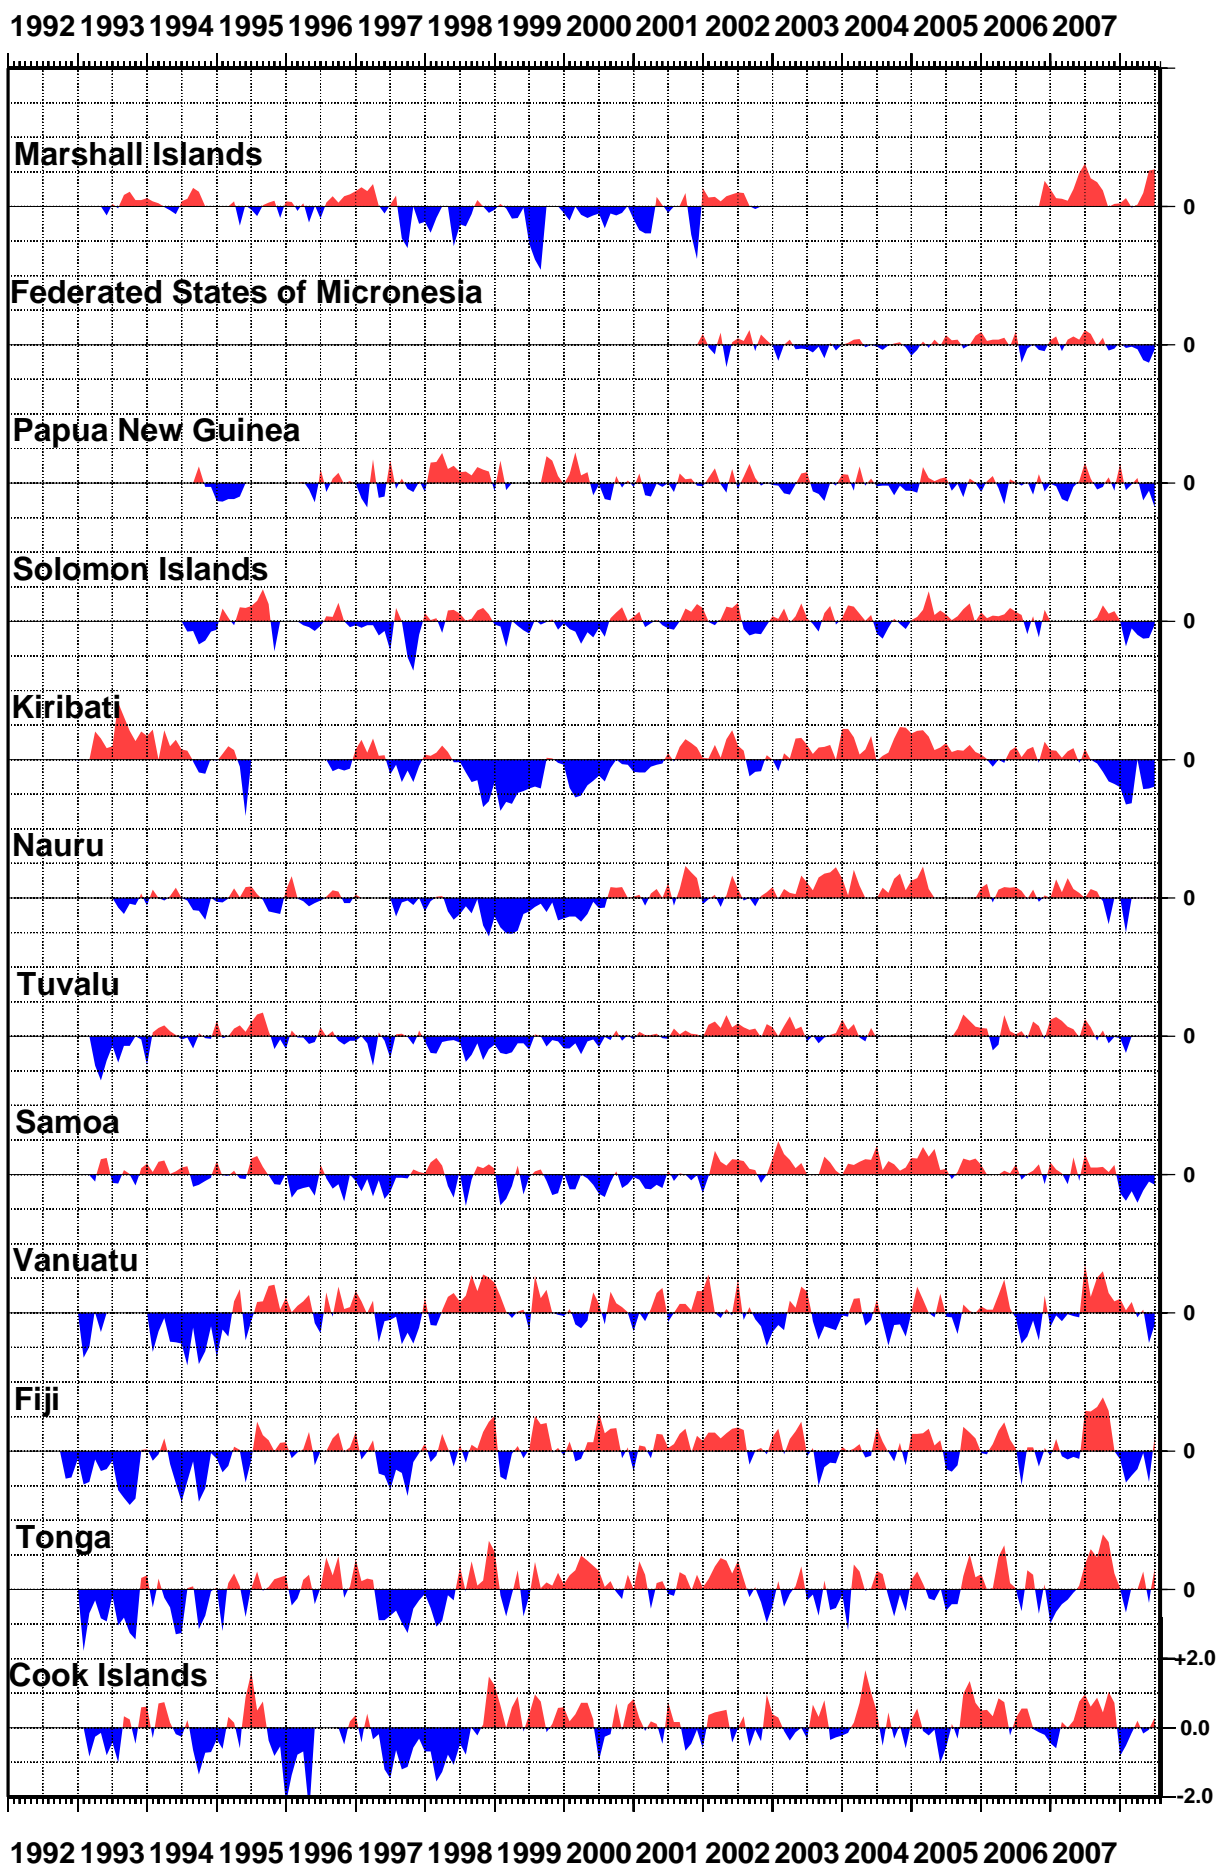 1992 1993 1994 1995 1996 1997 1998 1999 2000 2001 2002 2003 2004 2005 2006 2007
Marshall Islands
0
Federated States of Micronesia
0
Papua New Guinea
0
Solomon Islands
0
Kiribati
0
Nauru
0
Tuvalu
0
Samoa
0
Vanuatu
0
Fiji
0
Tonga
0
+2.0
Cook Islands
0.0
-2.0
1992 1993 1994 1995 1996 1997 1998 1999 2000 2001 2002 2003 2004 2005 2006 2007